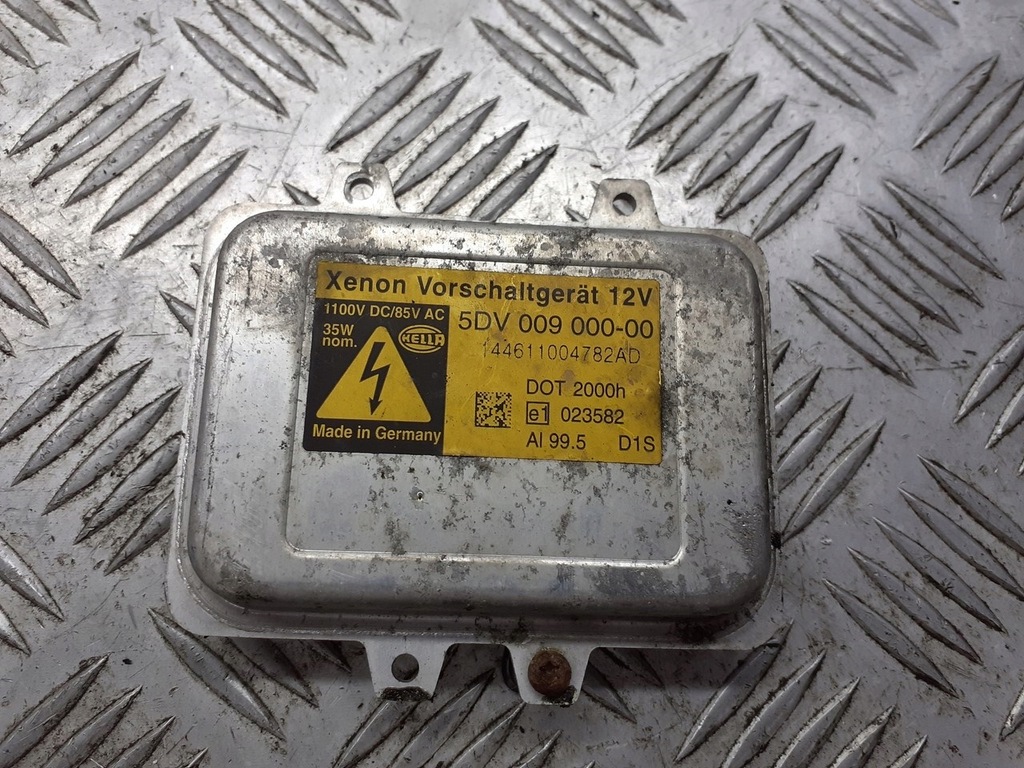 Xenon Vorschaltgerät 12V
1100V DC/85V AC
35W
nom.
HELLA
Made in Germany
5DV 009 000-00
144611004782AD
DOT 2000h
e1 023582
Al 99.5 D1S